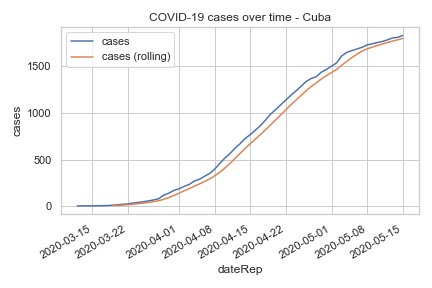 COVID-19 cases over time - Cuba
cases
cases (rolling)
1500
1000
500
0
cases
2020-03-15
2020-03-22
2020-04-01
2020-04-08
2020-04-15
2020-04-22
2020-05-01
2020-05-08
2020-05-15
dateRep